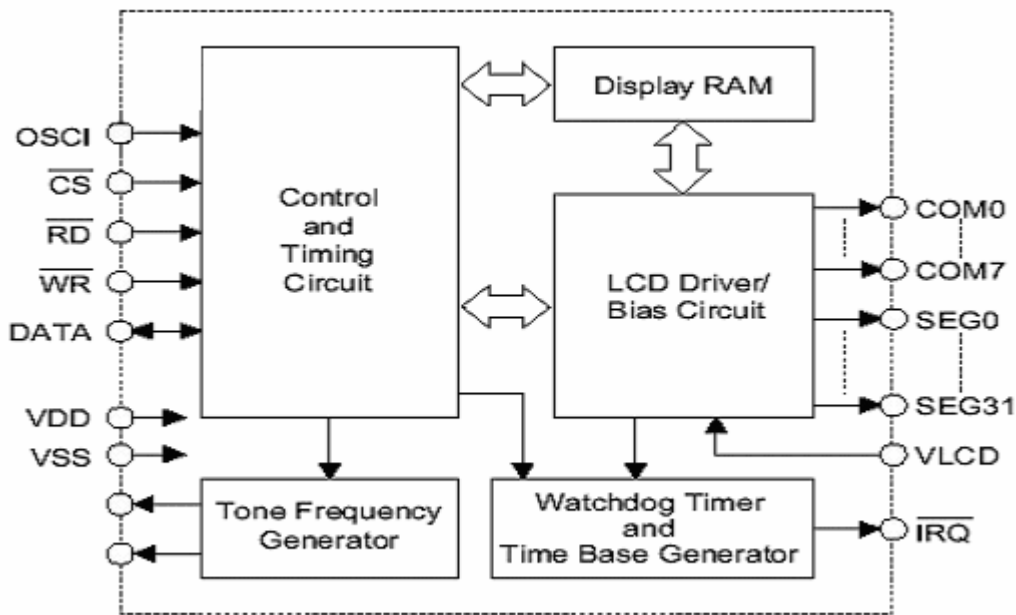 OSCI
CS
RD
WR
DATA
VDD
VSS
Control
and
Timing
Circuit
Display RAM
LCD Driver/
Bias Circuit
Tone Frequency
Generator
Watchdog Timer
and
Time Base Generator
COM0
COM7
SEG0
SEG31
VLCD
IRQ